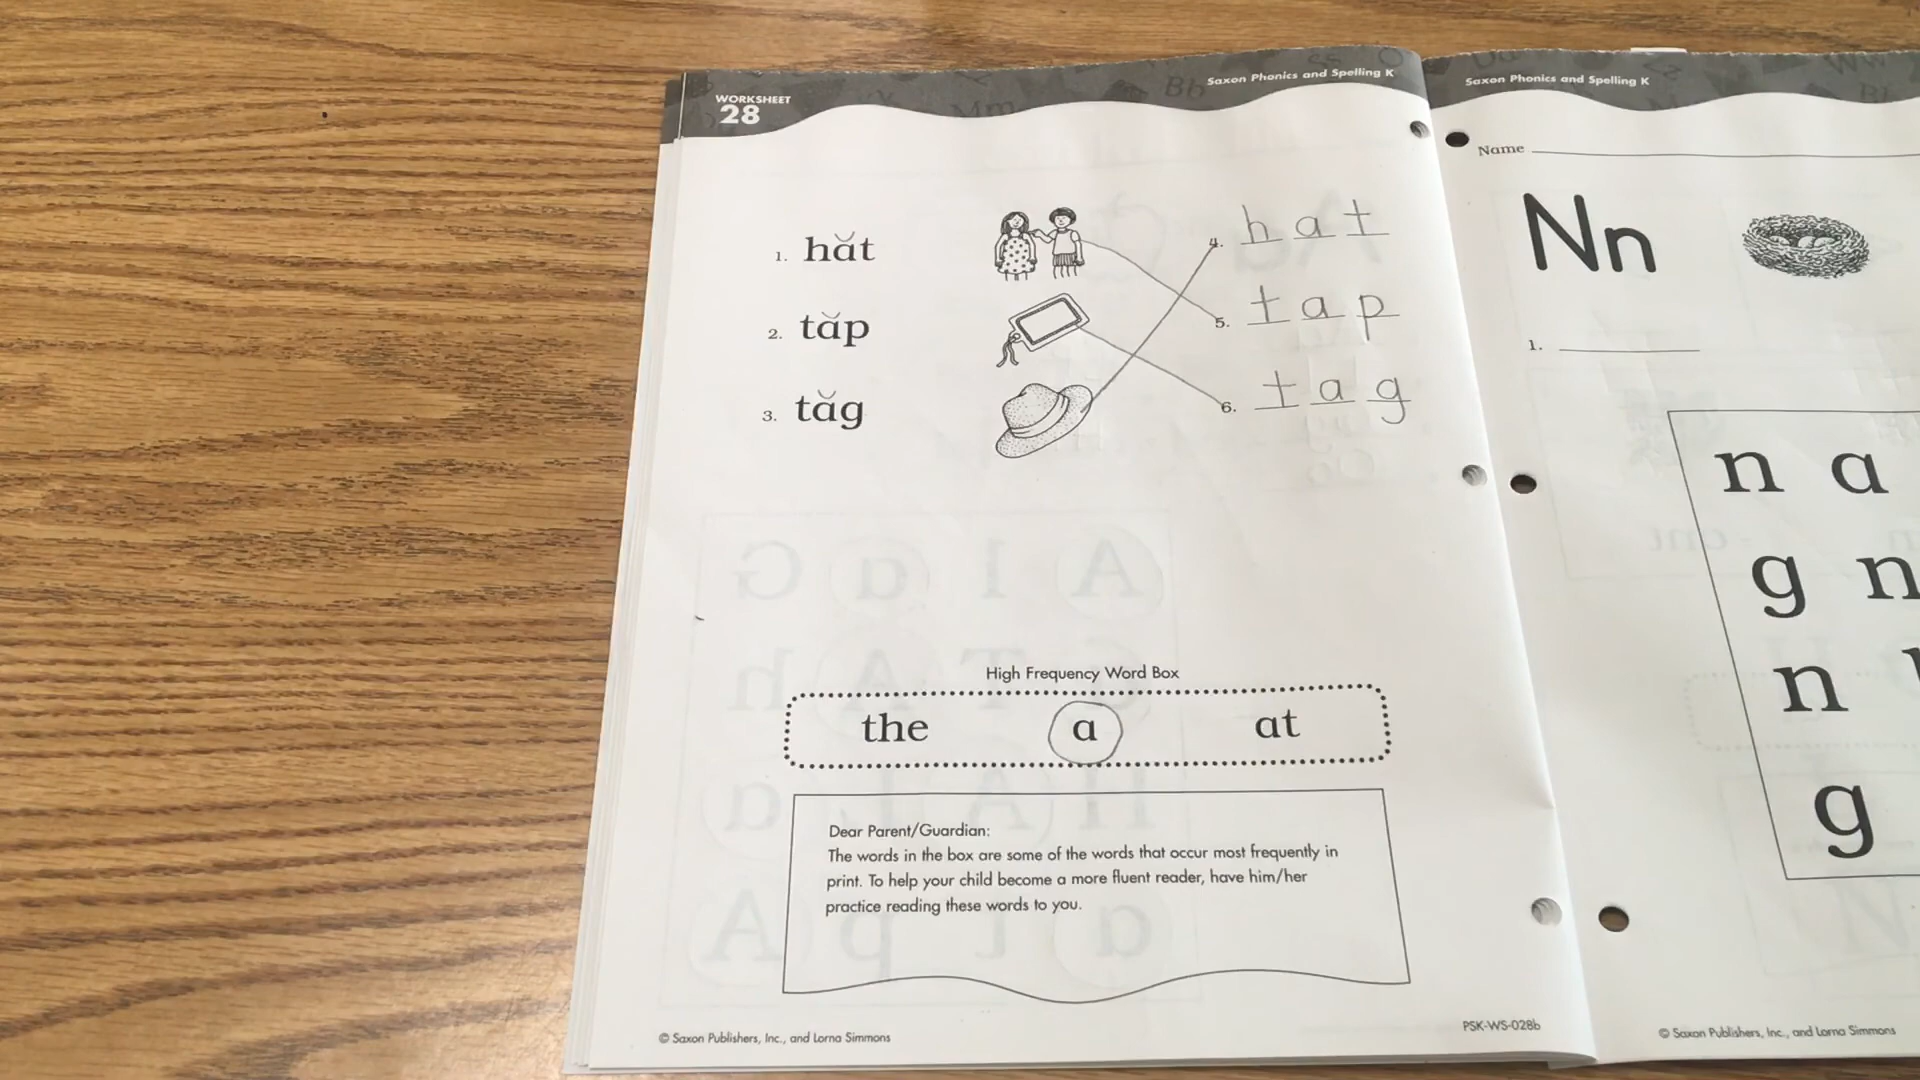 WORKSHEET
28
Saxon Phonics and Spelling K
1. hăt
2. tăp
3. tăg
4. hat
5. tap
6. tag
High Frequency Word Box
the a at
Dear Parent/Guardian:
The words in the box are some of the words that occur most frequently in
print. To help your child become a more fluent reader, have him/her
practice reading these words to you.
© Saxon Publishers, Inc., and Lorna Simmons
PSK-WS-028b
Saxon Phonics and Spelling K
Name
Nn
1.
n a
g n
n
g
© Saxon Publishers, Inc., and Lorna Simmons